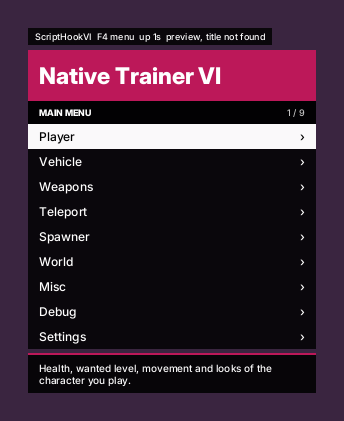 ScriptHookVI F4 menu up 1s preview, title not found
Native Trainer VI
MAIN MENU 1 / 9
Player ›
Vehicle ›
Weapons ›
Teleport ›
Spawner ›
World ›
Misc ›
Debug ›
Settings ›
Health, wanted level, movement and looks of the
character you play.